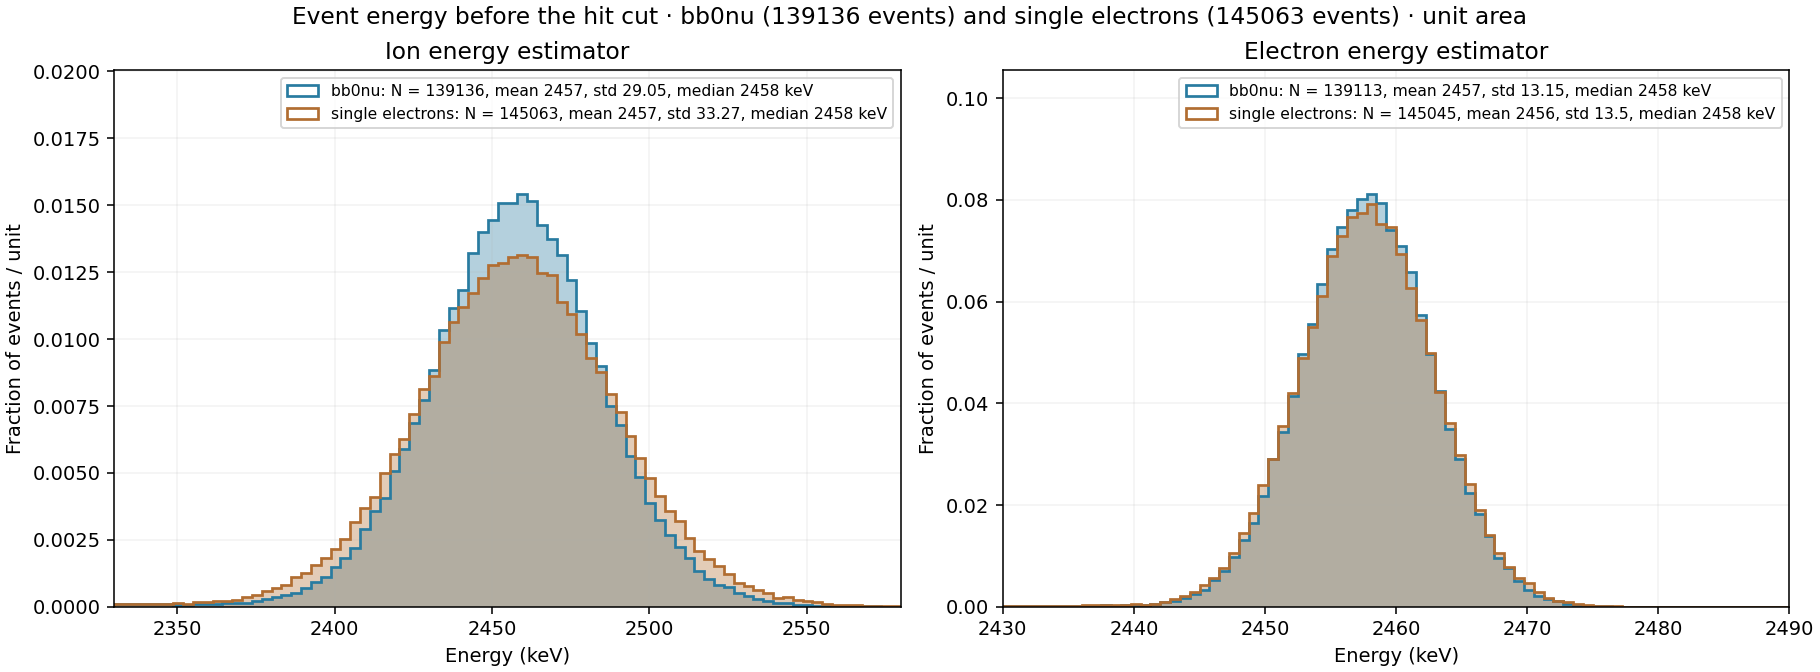 Event energy before the hit cut · bb0nu (139136 events) and single electrons (145063 events) · unit area
Ion energy estimator
0.0200
0.0175
0.0150
0.0125
0.0100
0.0075
0.0050
0.0025
0.0000
Fraction of events / unit
bb0nu: N = 139136, mean 2457, std 29.05, median 2458 keV
single electrons: N = 145063, mean 2457, std 33.27, median 2458 keV
2350 2400 2450 2500 2550
Energy (keV)
Electron energy estimator
0.10
0.08
0.06
0.04
0.02
0.00
Fraction of events / unit
bb0nu: N = 139113, mean 2457, std 13.15, median 2458 keV
single electrons: N = 145045, mean 2456, std 13.5, median 2458 keV
2430 2440 2450 2460 2470 2480 2490
Energy (keV)